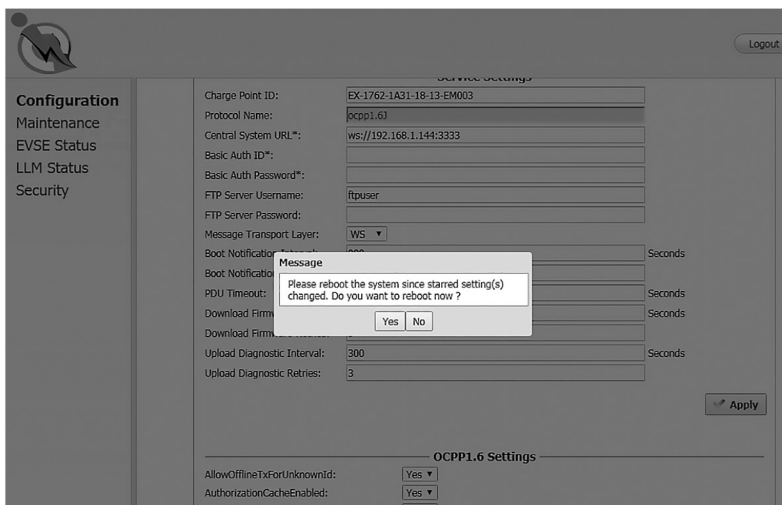 Logout
Service Settings
Configuration
Maintenance
EVSE Status
LLM Status
Security
Charge Point ID: EX-1762-1A31-18-13-EM003
Protocol Name: ocpp1.6J
Central System URL*: ws://192.168.1.144:3333
Basic Auth ID*:
Basic Auth Password*:
FTP Server Username: ftpuser
FTP Server Password:
Message Transport Layer: WS
Boot Notification Seconds
Boot Notification
PDU Timeout: Seconds
Download Seconds
Download
Upload Diagnostic Interval: 300 Seconds
Upload Diagnostic Retries: 3
Message
Please reboot the system since starred setting(s)
changed. Do you want to reboot now ?
Yes No
Apply
OCPP1.6 Settings
AllowOfflineTxForUnknownId: Yes
AuthorizationCacheEnabled: Yes